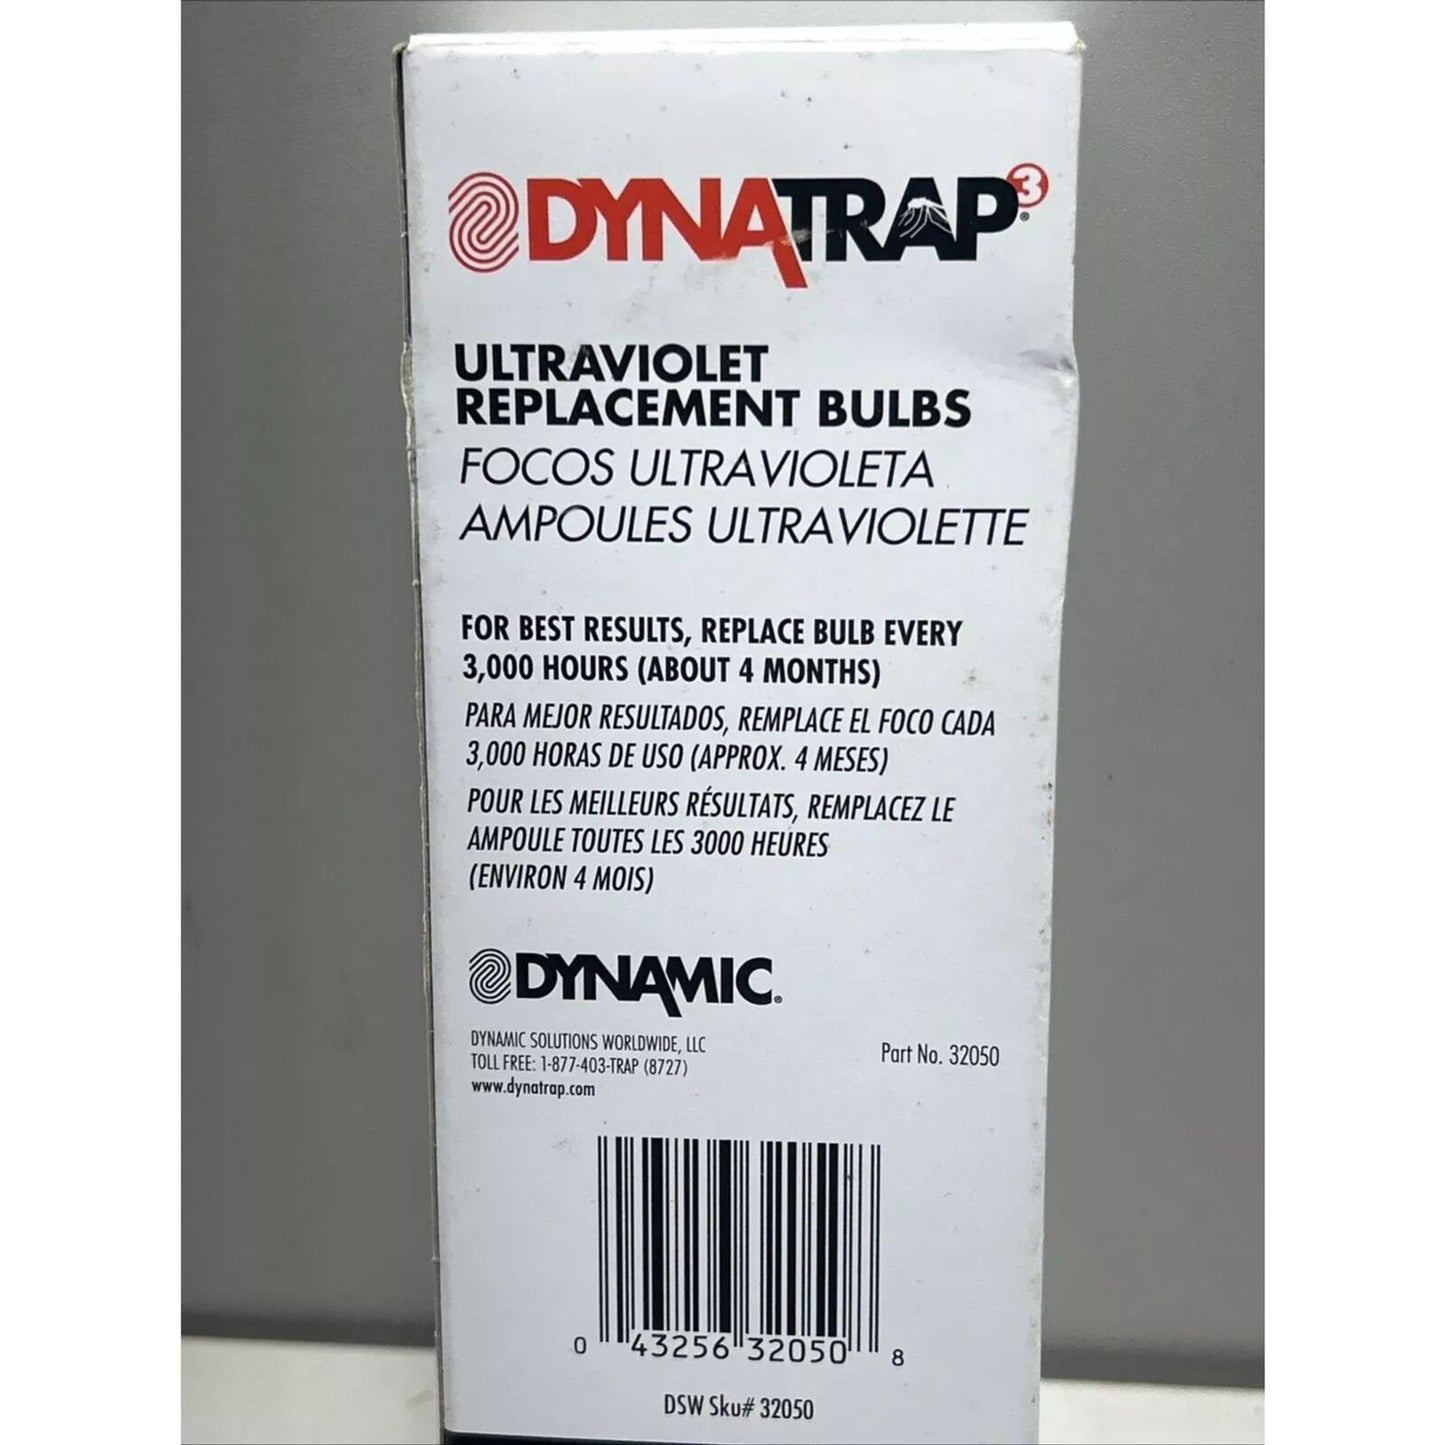 DYNATRAP®3
ULTRAVIOLET
REPLACEMENT BULBS
FOCOS ULTRAVIOLETA
AMPOULES ULTRAVIOLETTE
FOR BEST RESULTS, REPLACE BULB EVERY
3,000 HOURS (ABOUT 4 MONTHS)
PARA MEJOR RESULTADOS, REMPLACE EL FOCO CADA
3,000 HORAS DE USO (APPROX. 4 MESES)
POUR LES MEILLEURS RÉSULTATS, REMPLACEZ LE
AMPOULE TOUTES LES 3000 HEURES
(ENVIRON 4 MOIS)
DYNAMIC®
DYNAMIC SOLUTIONS WORLDWIDE, LLC
TOLL FREE: 1-877-403-TRAP (8727)
www.dynatrap.com
Part No. 32050
0 43256 32050 8
DSW Sku# 32050